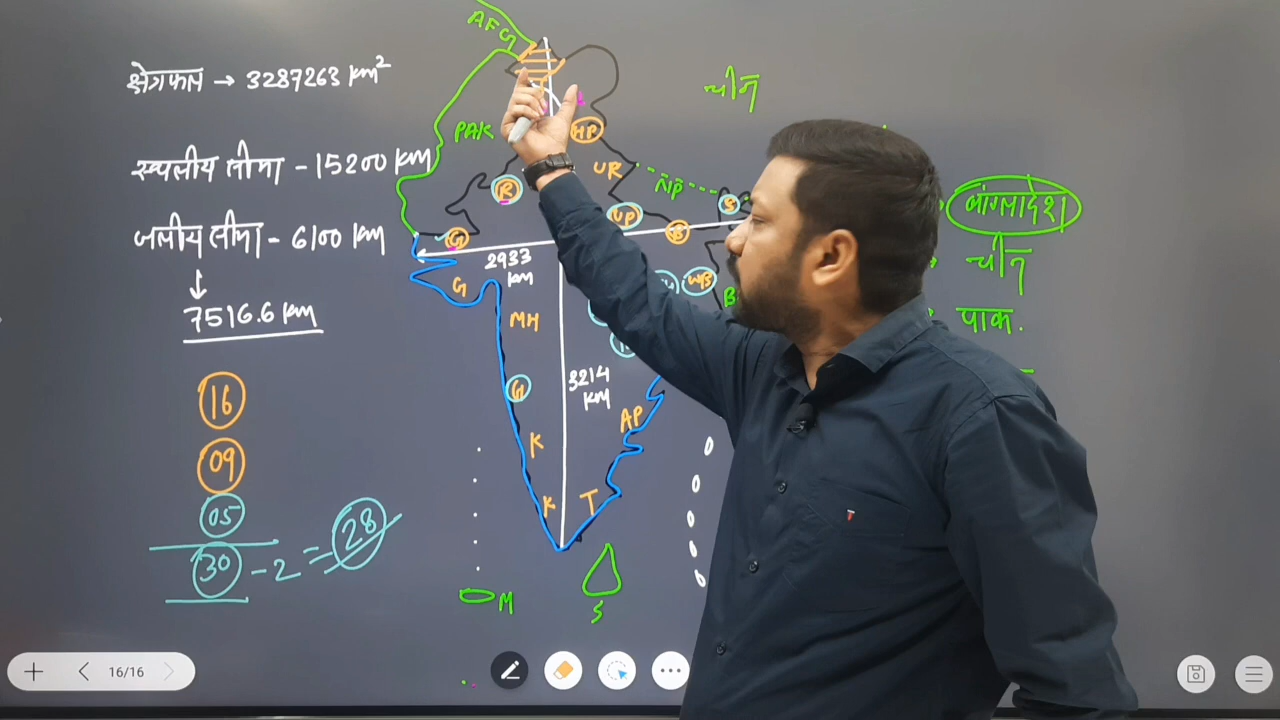 क्षेत्रफल → 3287263 km²
स्थलीय सीमा - 15200 km
जलीय सीमा - 6100 km
↓
7516.6 km
16
09
05
30 - 2 = 28
AFG
PAK
चीन
HP
UR
NP
R
UP
S
B
G
2933
km
G
WB
B
MH
3214
km
G
AP
K
K
T
M
S
बांग्लादेश
चीन
पाक.
16/16